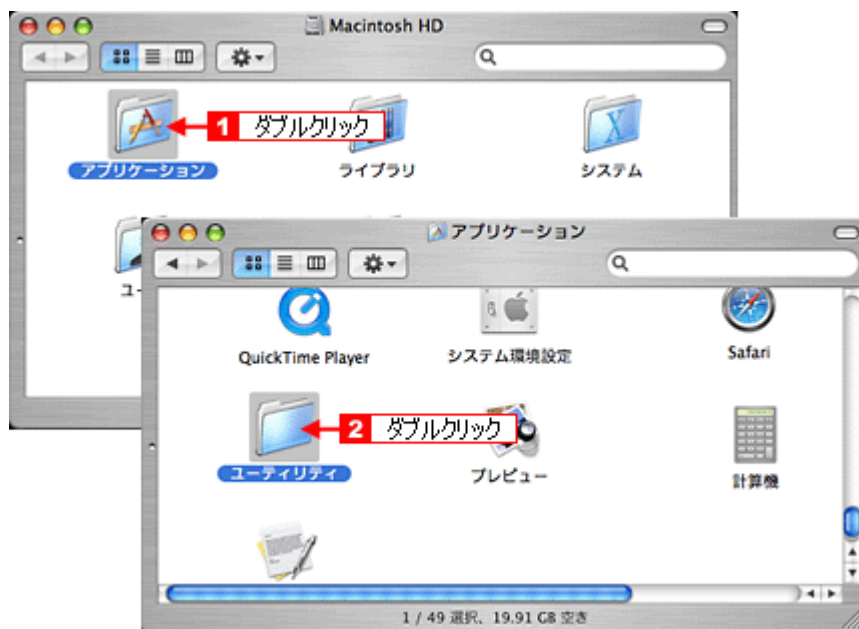 Macintosh HD
1 ダブルクリック
アプリケーション
ライブラリ
システム
アプリケーション
QuickTime Player
システム環境設定
Safari
2 ダブルクリック
ユーティリティ
プレビュー
計算機
1 / 49 選択、19.91 GB 空き